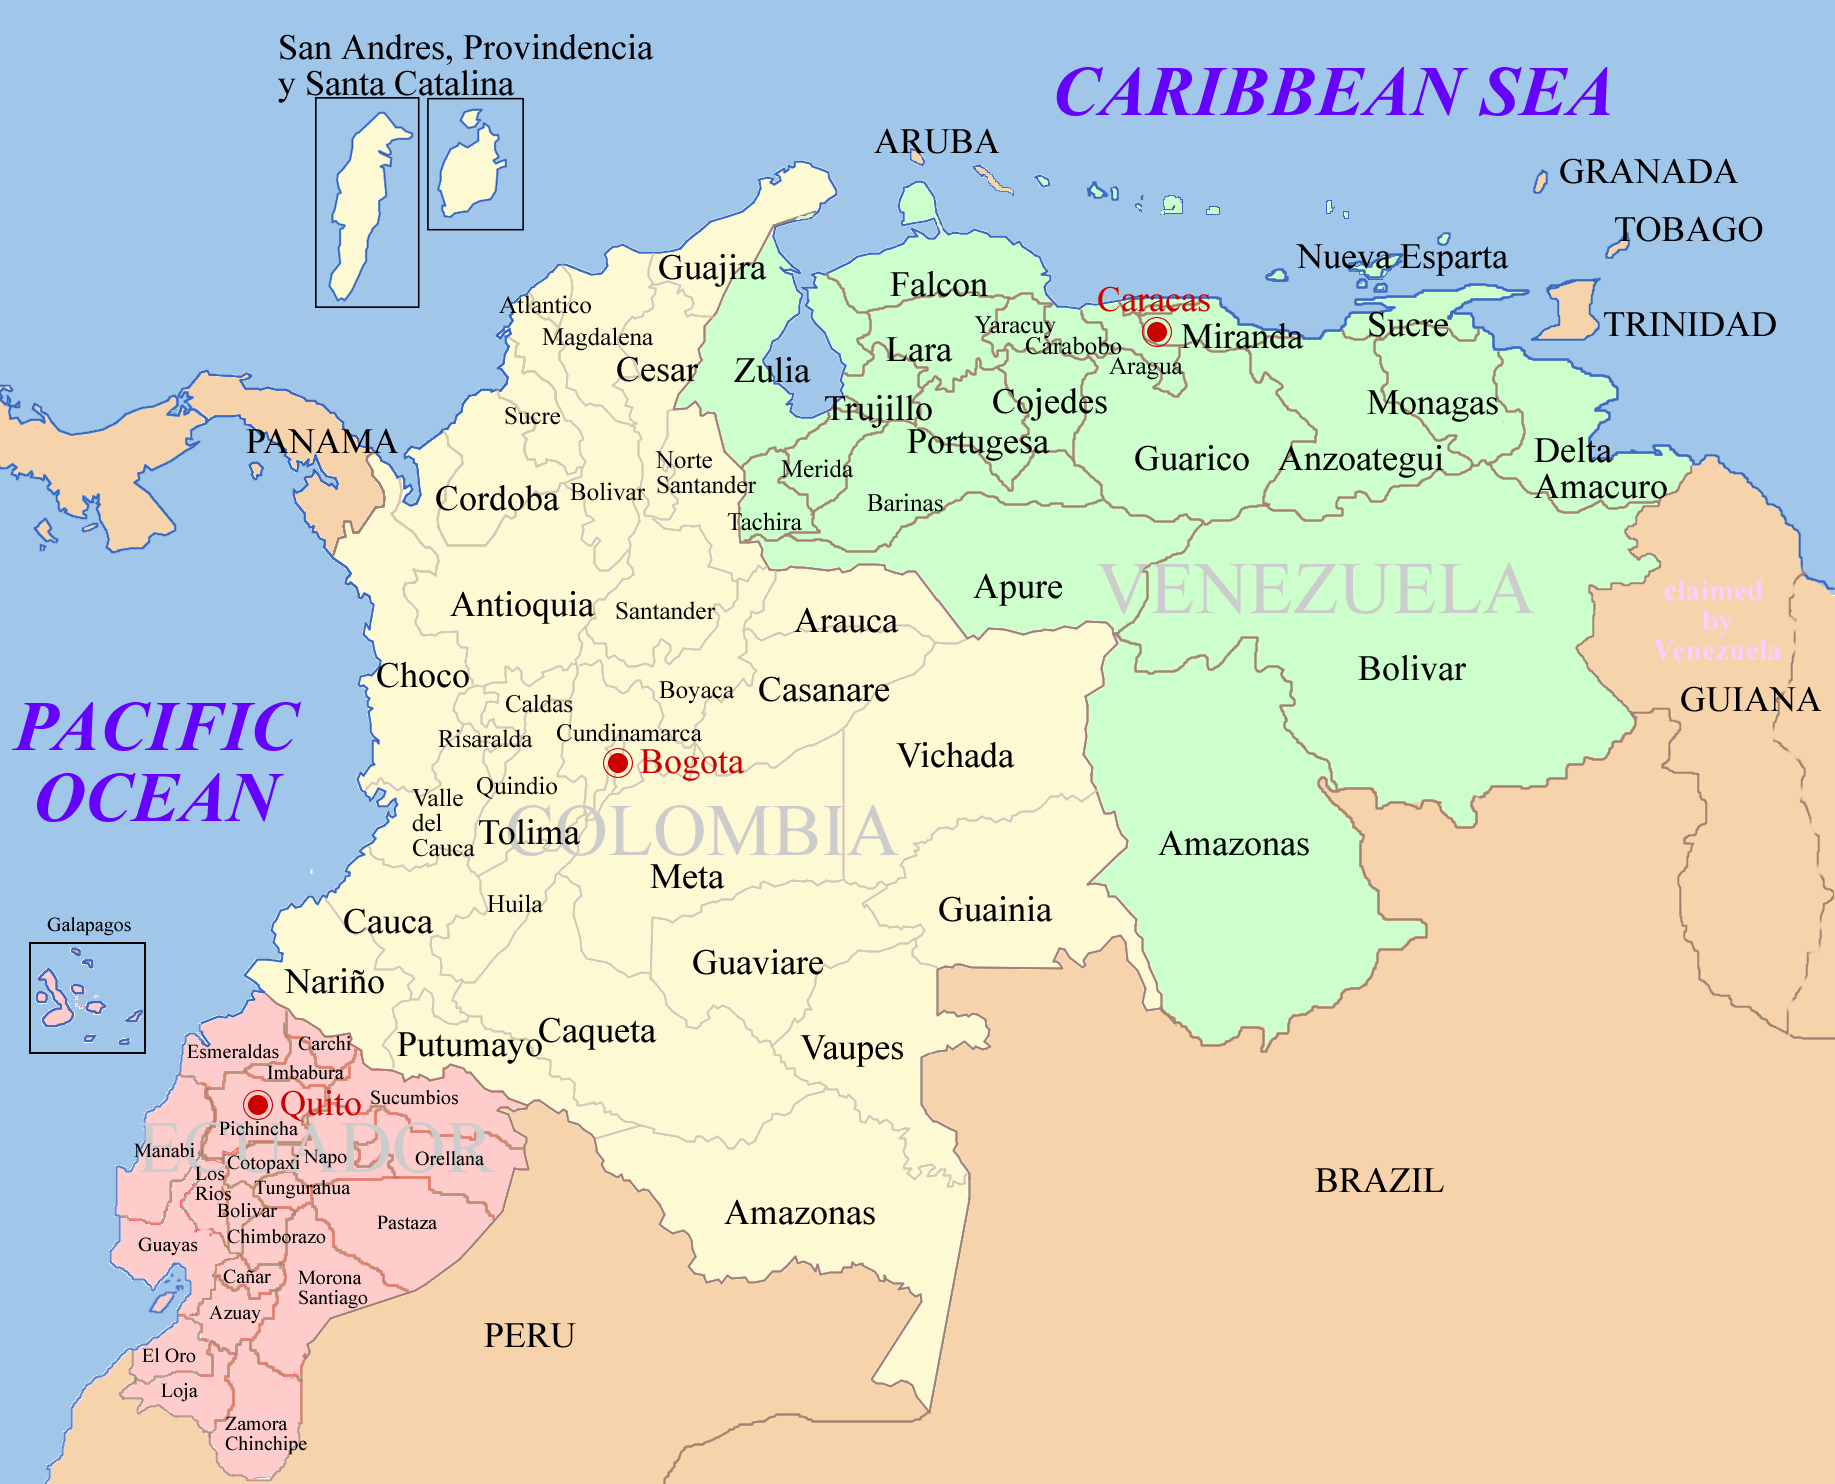 San Andres, Provindencia
y Santa Catalina
CARIBBEAN SEA
ARUBA
GRANADA
TOBAGO
Nueva Esparta
TRINIDAD
Guajira
Falcon
Caracas
Atlantico
Magdalena
Yaracuy
Carabobo
Miranda
Sucre
Cesar
Zulia
Lara
Aragua
Sucre
Trujillo
Cojedes
Monagas
PANAMA
Portugesa
Guarico
Anzoategui
Delta
Amacuro
Norte
Santander
Merida
Cordoba
Bolivar
Barinas
Tachira
Apure
VENEZUELA
claimed
by
Venezuela
Antioquia
Santander
Arauca
Bolivar
GUIANA
Choco
Boyaca
Casanare
Caldas
PACIFIC
OCEAN
Risaralda
Cundinamarca
Bogota
Vichada
Quindio
Valle
del
Cauca
Tolima
COLOMBIA
Amazonas
Meta
Huila
Guainia
Cauca
Galapagos
Guaviare
Nariño
Caqueta
Putumayo
Vaupes
Esmeraldas
Carchi
Imbabura
Quito
Sucumbios
Pichincha
ECUADOR
Manabi
Cotopaxi
Napo
Orellana
Los
Rios
Tungurahua
Bolivar
Pastaza
Amazonas
BRAZIL
Guayas
Chimborazo
Cañar
Morona
Santiago
Azuay
PERU
El Oro
Loja
Zamora
Chinchipe